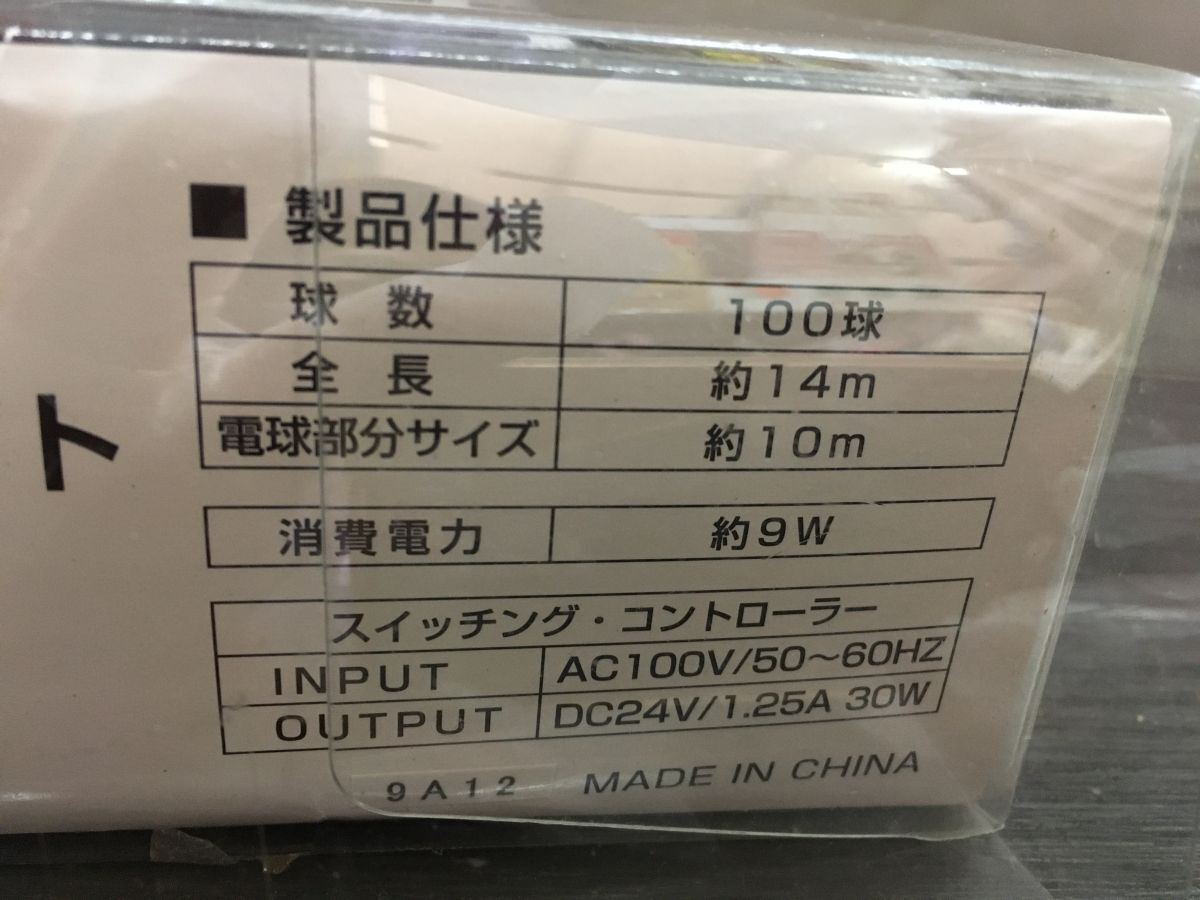 ト
■ 製品仕様
球 数 100球
全 長 約14m
電球部分サイズ 約10m
消費電力 約9W
スイッチング・コントローラー
INPUT AC100V/50~60HZ
OUTPUT DC24V/1.25A 30W
9A12 MADE IN CHINA